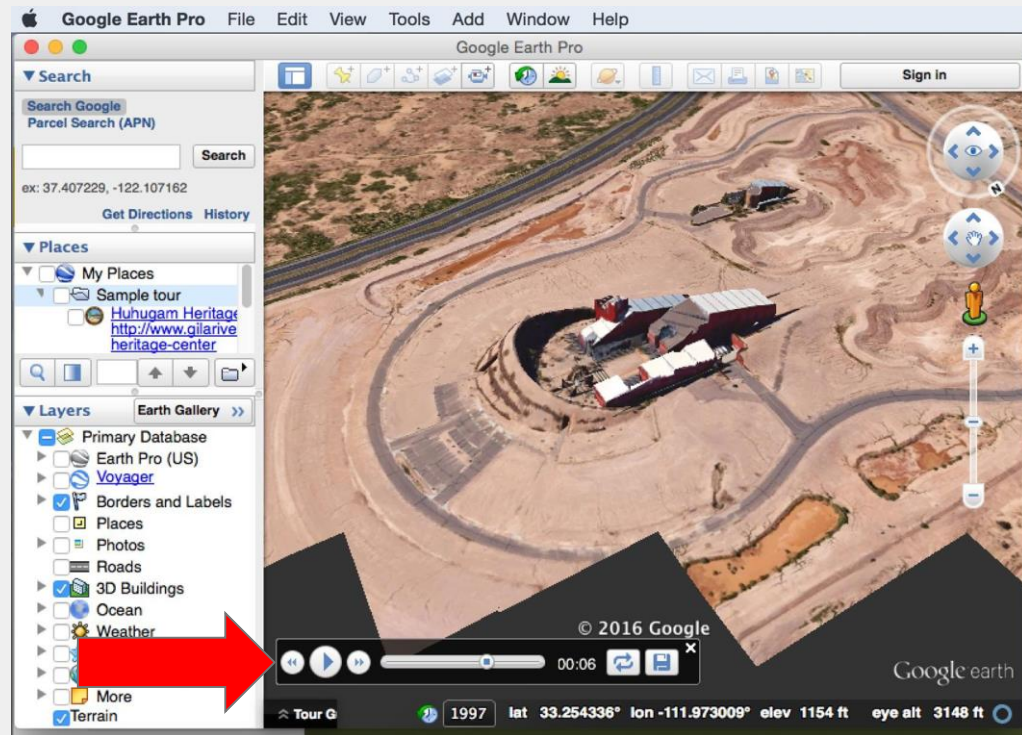 Google Earth Pro File Edit View Tools Add Window Help
Google Earth Pro
Search
Sign in
Search Google
Parcel Search (APN)
Search
ex: 37.407229, -122.107162
Get Directions History
N
Places
My Places
Sample tour
Huhugam Heritage
http://www.gilarive
heritage-center
Layers
Earth Gallery >>
Primary Database
Earth Pro (US)
Voyager
Borders and Labels
Places
Photos
Roads
3D Buildings
Ocean
Weather
More
Terrain
© 2016 Google
00:06
Google earth
Tour G
1997 lat 33.254336° lon -111.973009° elev 1154 ft eye alt 3148 ft